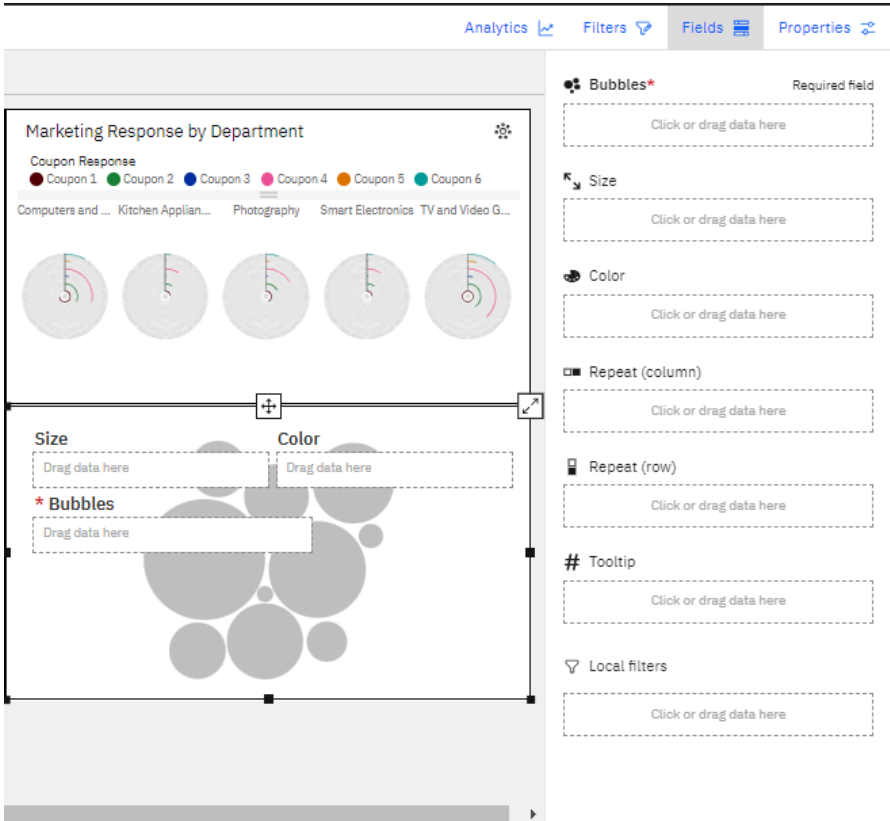 Analytics Filters Fields Properties
Marketing Response by Department
Coupon Response
Coupon 1 Coupon 2 Coupon 3 Coupon 4 Coupon 5 Coupon 6
Computers and ... Kitchen Applian... Photography Smart Electronics TV and Video G...
Size Color
Drag data here Drag data here
* Bubbles
Drag data here
Bubbles* Required field
Click or drag data here
Size
Click or drag data here
Color
Click or drag data here
Repeat (column)
Click or drag data here
Repeat (row)
Click or drag data here
# Tooltip
Click or drag data here
Local filters
Click or drag data here